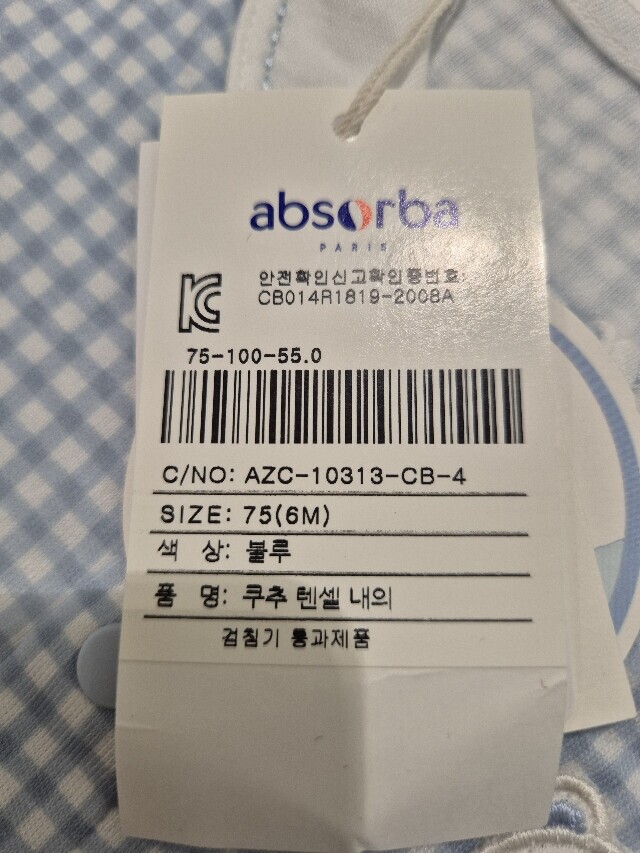 absorba
PARIS
안전확인신고확인증번호:
CB014R1819-2008A
75-100-55.0
C/NO: AZC-10313-CB-4
SIZE: 75(6M)
색 상: 블루
품 명: 쿠추 텐셀 내의
검침기 통과제품